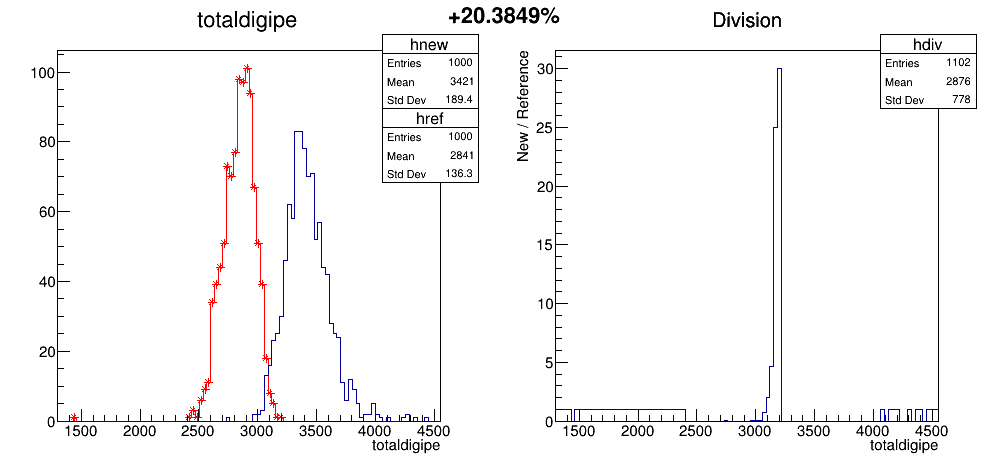 +20.3849%
totaldigipe
hnew
Entries 1000
Mean 3421
Std Dev 189.4
href
Entries 1000
Mean 2841
Std Dev 136.3
100
80
60
40
20
0
1500 2000 2500 3000 3500 4000 4500
totaldigipe
Division
hdiv
Entries 1102
Mean 2876
Std Dev 778
New / Reference
30
25
20
15
10
5
0
1500 2000 2500 3000 3500 4000 4500
totaldigipe